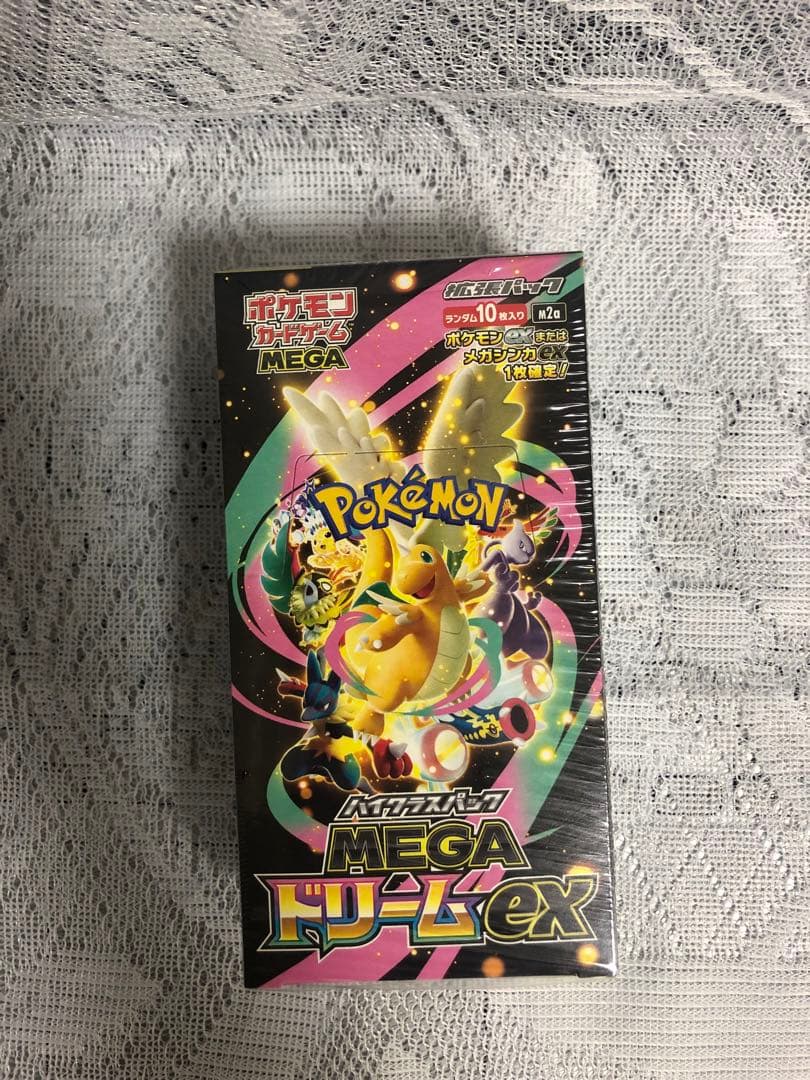 ポケモン
カードゲーム
MEGA
拡張パック
ランダム10枚入り M2a
ポケモンexまたは
メガシンカex
1枚確定!
POKéMON
ハイクラスパック
MEGA
ドリームex